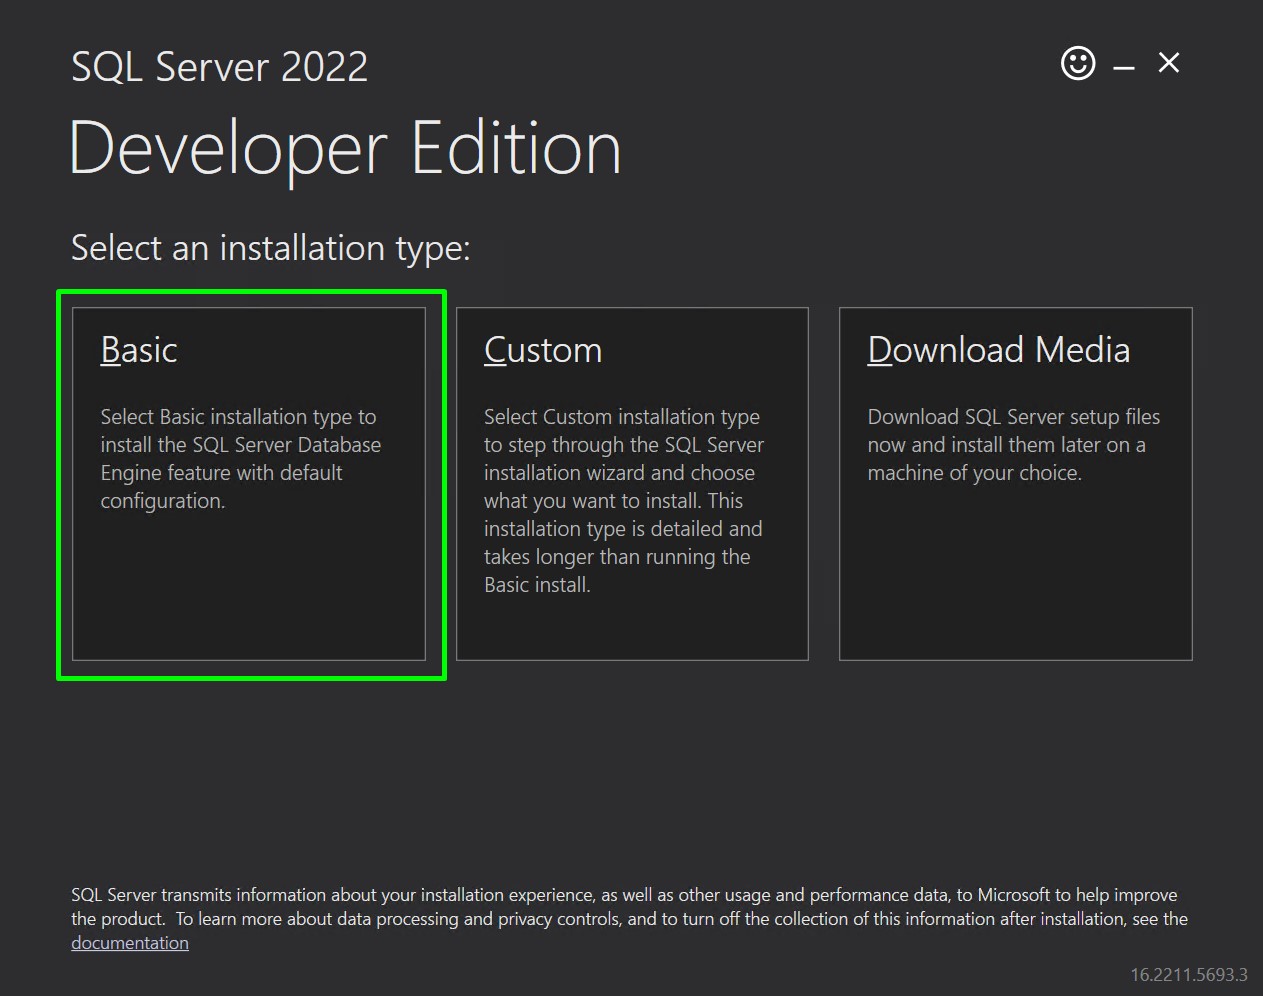 SQL Server 2022
Developer Edition
Select an installation type:
Basic
Select Basic installation type to
install the SQL Server Database
Engine feature with default
configuration.
Custom
Select Custom installation type
to step through the SQL Server
installation wizard and choose
what you want to install. This
installation type is detailed and
takes longer than running the
Basic install.
Download Media
Download SQL Server setup files
now and install them later on a
machine of your choice.
SQL Server transmits information about your installation experience, as well as other usage and performance data, to Microsoft to help improve
the product.  To learn more about data processing and privacy controls, and to turn off the collection of this information after installation, see the
documentation
16.2211.5693.3